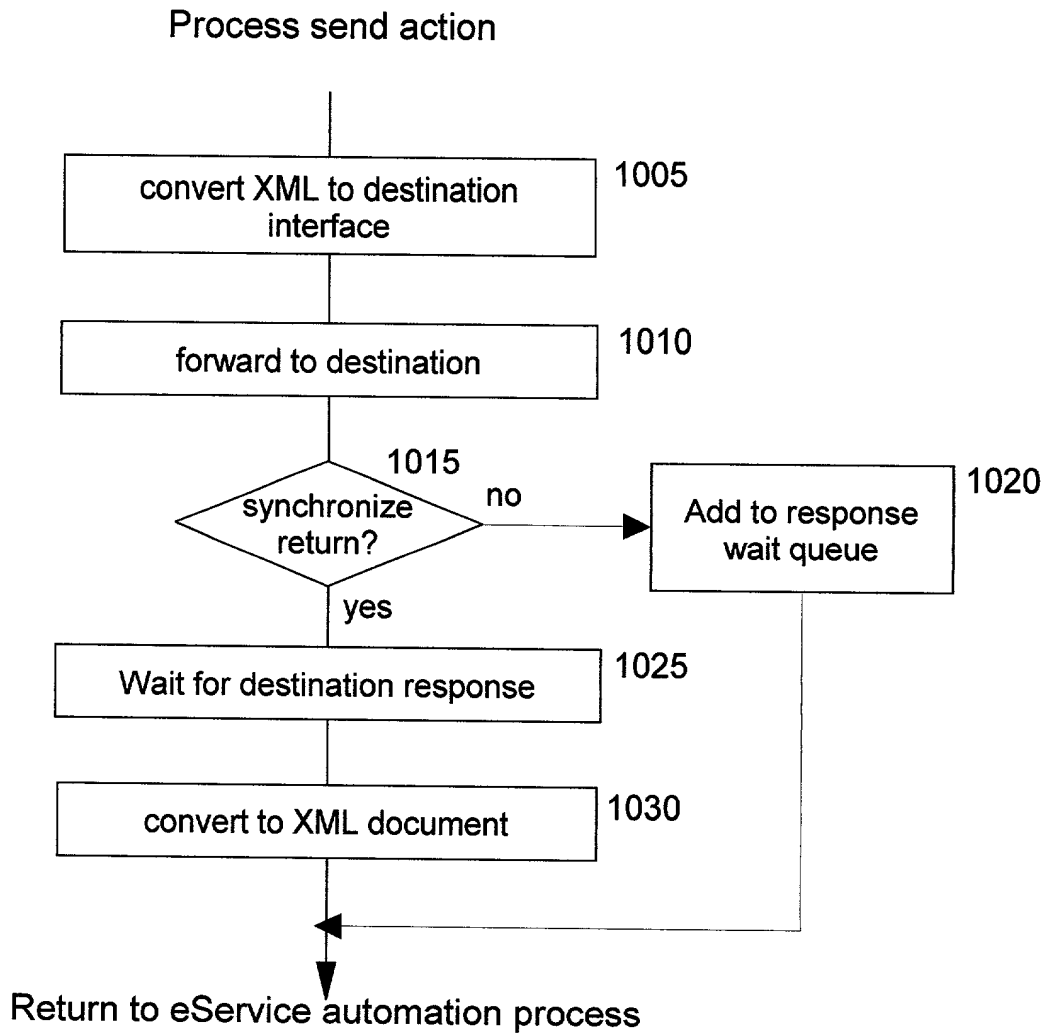 Process send action
convert XML to destination
interface
1005
forward to destination
1010
1015
synchronize
return?
no
Add to response
wait queue
1020
yes
Wait for destination response
1025
convert to XML document
1030
Return to eService automation process